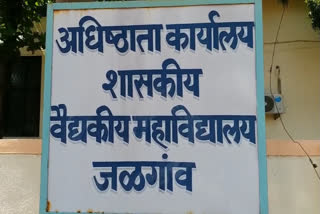 अधिष्ठाता कार्यालय
शासकीय
वैद्यकीय महाविद्यालय
जळगांव